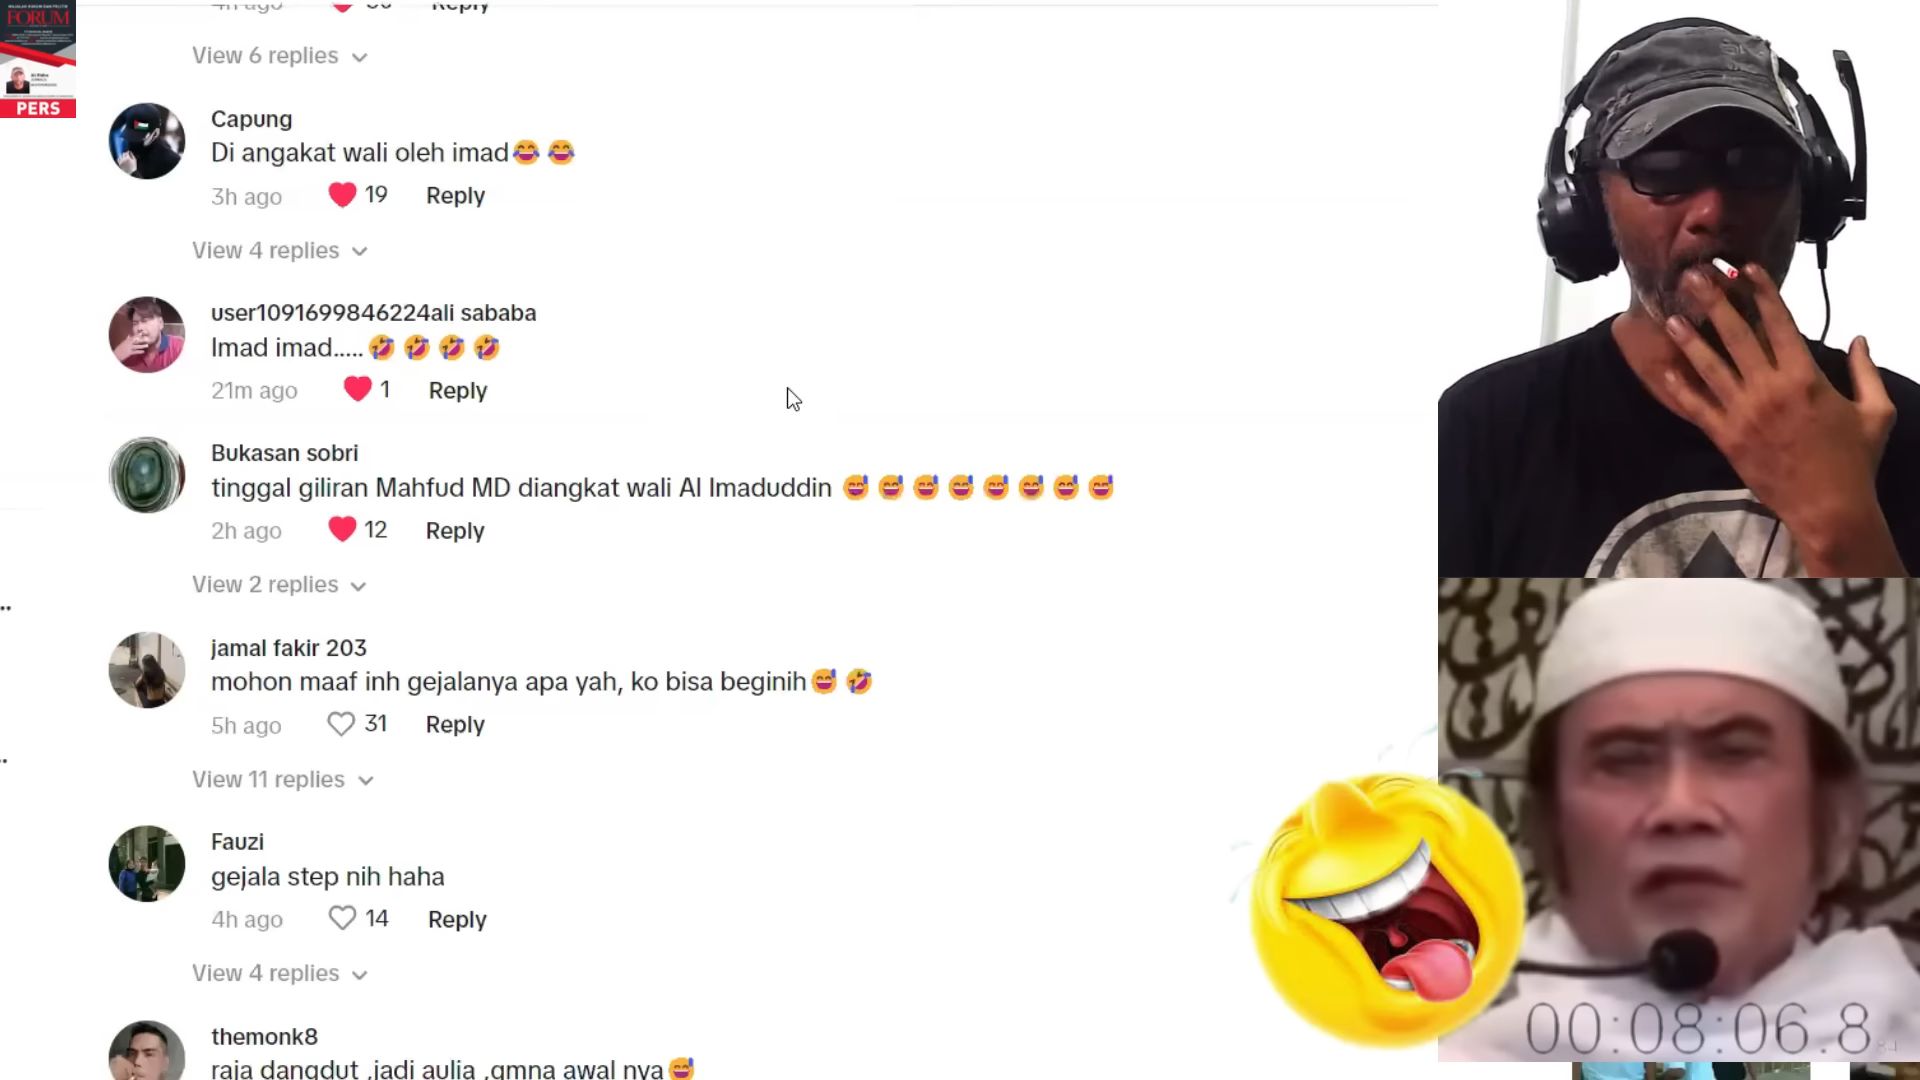 FORUM
PERS
Reply
View 6 replies
Capung
Di angakat wali oleh imad😂😂
3h ago 19 Reply
View 4 replies
user1091699846224ali sababa
Imad imad.....🤣🤣🤣🤣
21m ago 1 Reply
Bukasan sobri
tinggal giliran Mahfud MD diangkat wali Al Imaduddin 😅😅😅😅😅😅😅😅
2h ago 12 Reply
View 2 replies
jamal fakir 203
mohon maaf inh gejalanya apa yah, ko bisa beginih😅🤣
5h ago 31 Reply
View 11 replies
Fauzi
gejala step nih haha
4h ago 14 Reply
View 4 replies
themonk8
raja dangdut ,jadi aulia ,gmna awal nya😅
00:08:06.8